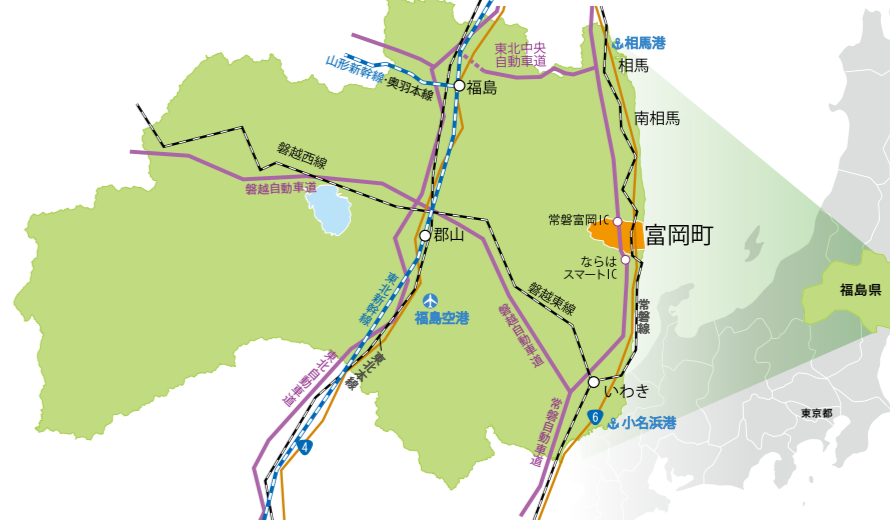 東北中央
自動車道
相馬港
相馬
山形新幹線・奥羽本線
福島
南相馬
磐越西線
磐越自動車道
常磐富岡IC
富岡町
郡山
ならは
スマートIC
東北新幹線
磐越東線
福島県
福島空港
磐越自動車道
常磐線
東北自動車道
東北本線
いわき
常磐自動車道
6
小名浜港
東京都
4